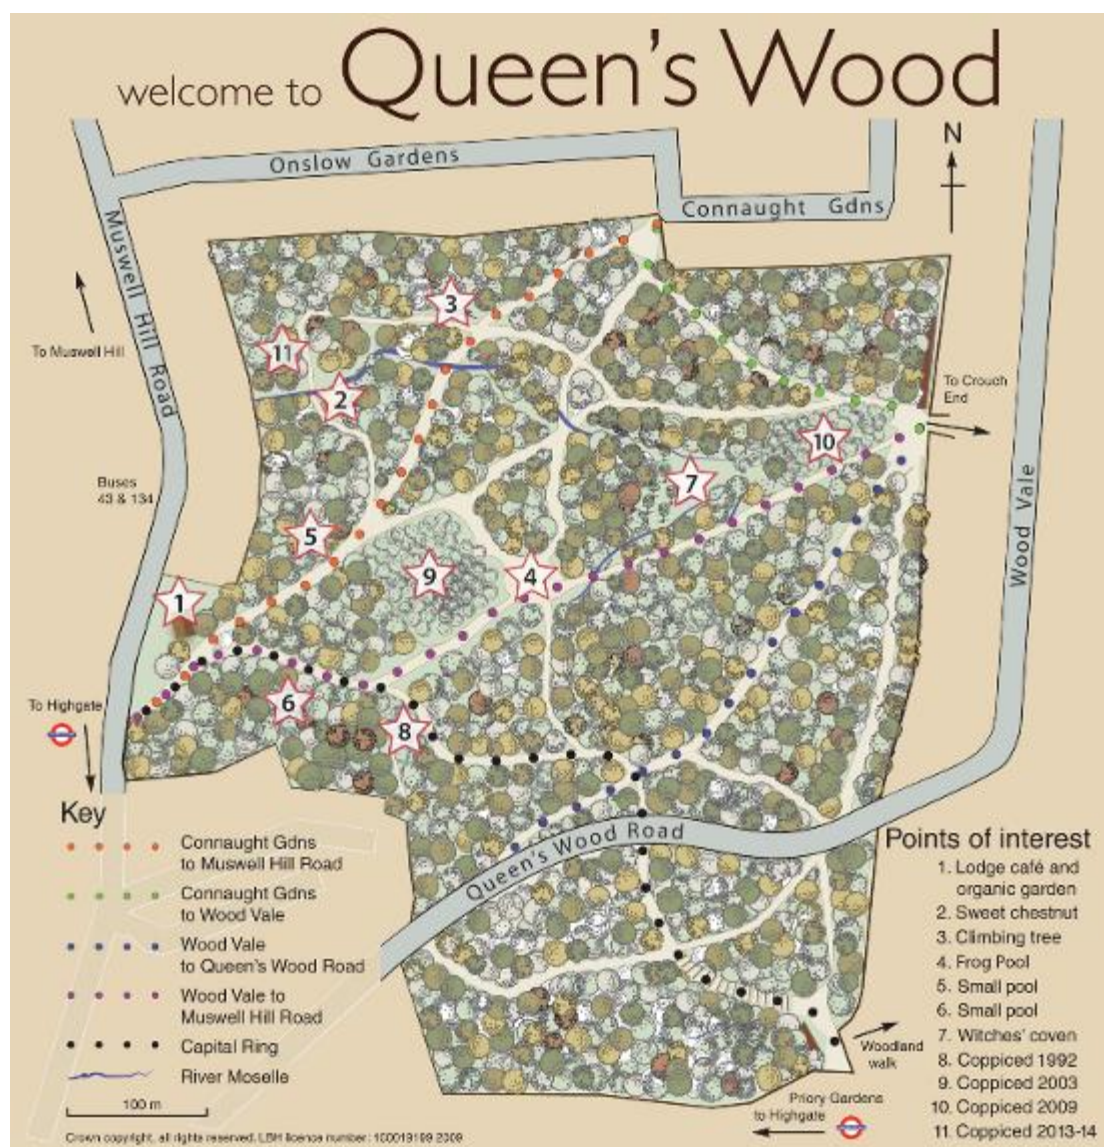 welcome to Queen's Wood
Onslow Gardens
N
Connaught Gdns
Muswell Hill Road
To Muswell Hill
To Crouch
End
Buses
43 & 134
Wood Vale
To Highgate
3
11
2
10
7
5
9
4
1
6
8
Queen's Wood Road
Key
Connaught Gdns
to Muswell Hill Road
Connaught Gdns
to Wood Vale
Wood Vale
to Queen's Wood Road
Wood Vale to
Muswell Hill Road
Capital Ring
River Moselle
100 m
Crown copyright, all rights reserved. LBH licence number: 100019199 2009
Points of interest
1. Lodge café and
organic garden
2. Sweet chestnut
3. Climbing tree
4. Frog Pool
5. Small pool
6. Small pool
7. Witches' coven
8. Coppiced 1992
9. Coppiced 2003
10. Coppiced 2009
11. Coppiced 2013-14
Woodland
walk
Priory Gardens
to Highgate